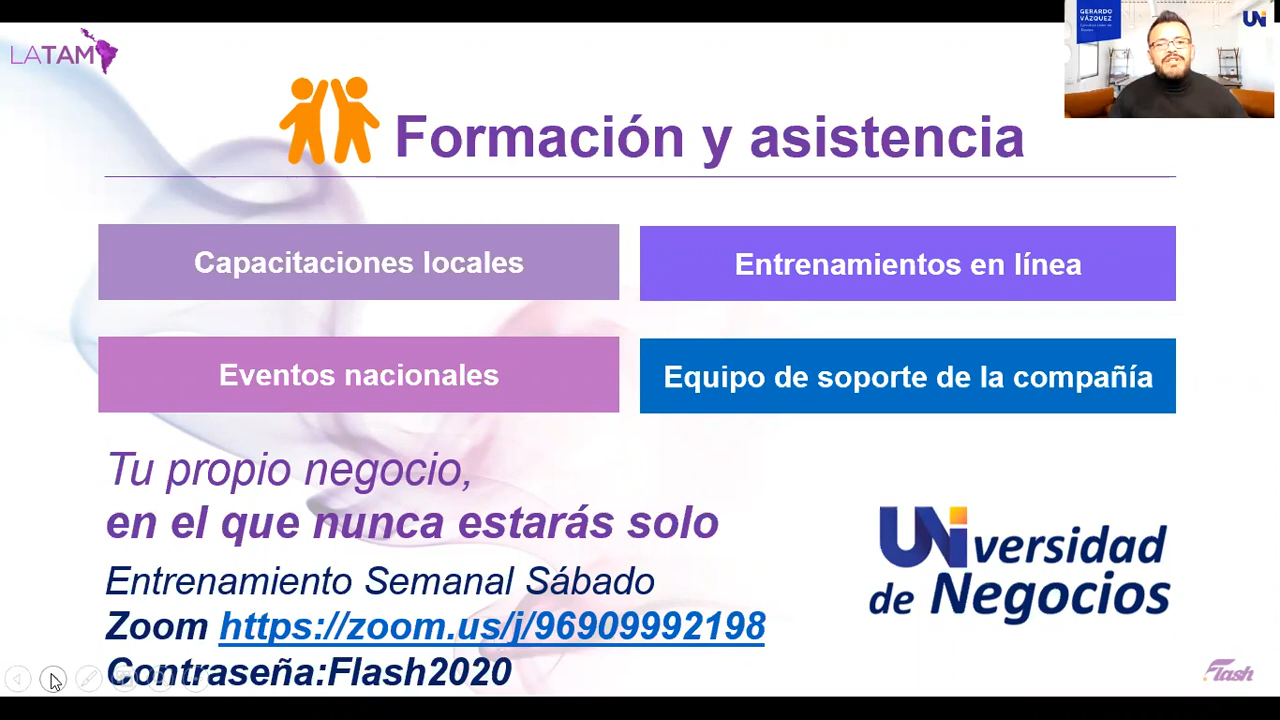 LATAM
GERARDO
VÁZQUEZ
UNi
Formación y asistencia
Capacitaciones locales
Entrenamientos en línea
Eventos nacionales
Equipo de soporte de la compañía
Tu propio negocio,
en el que nunca estarás solo
Entrenamiento Semanal Sábado
Zoom https://zoom.us/j/96909992198
Contraseña:Flash2020
UNiversidad
de Negocios
Flash